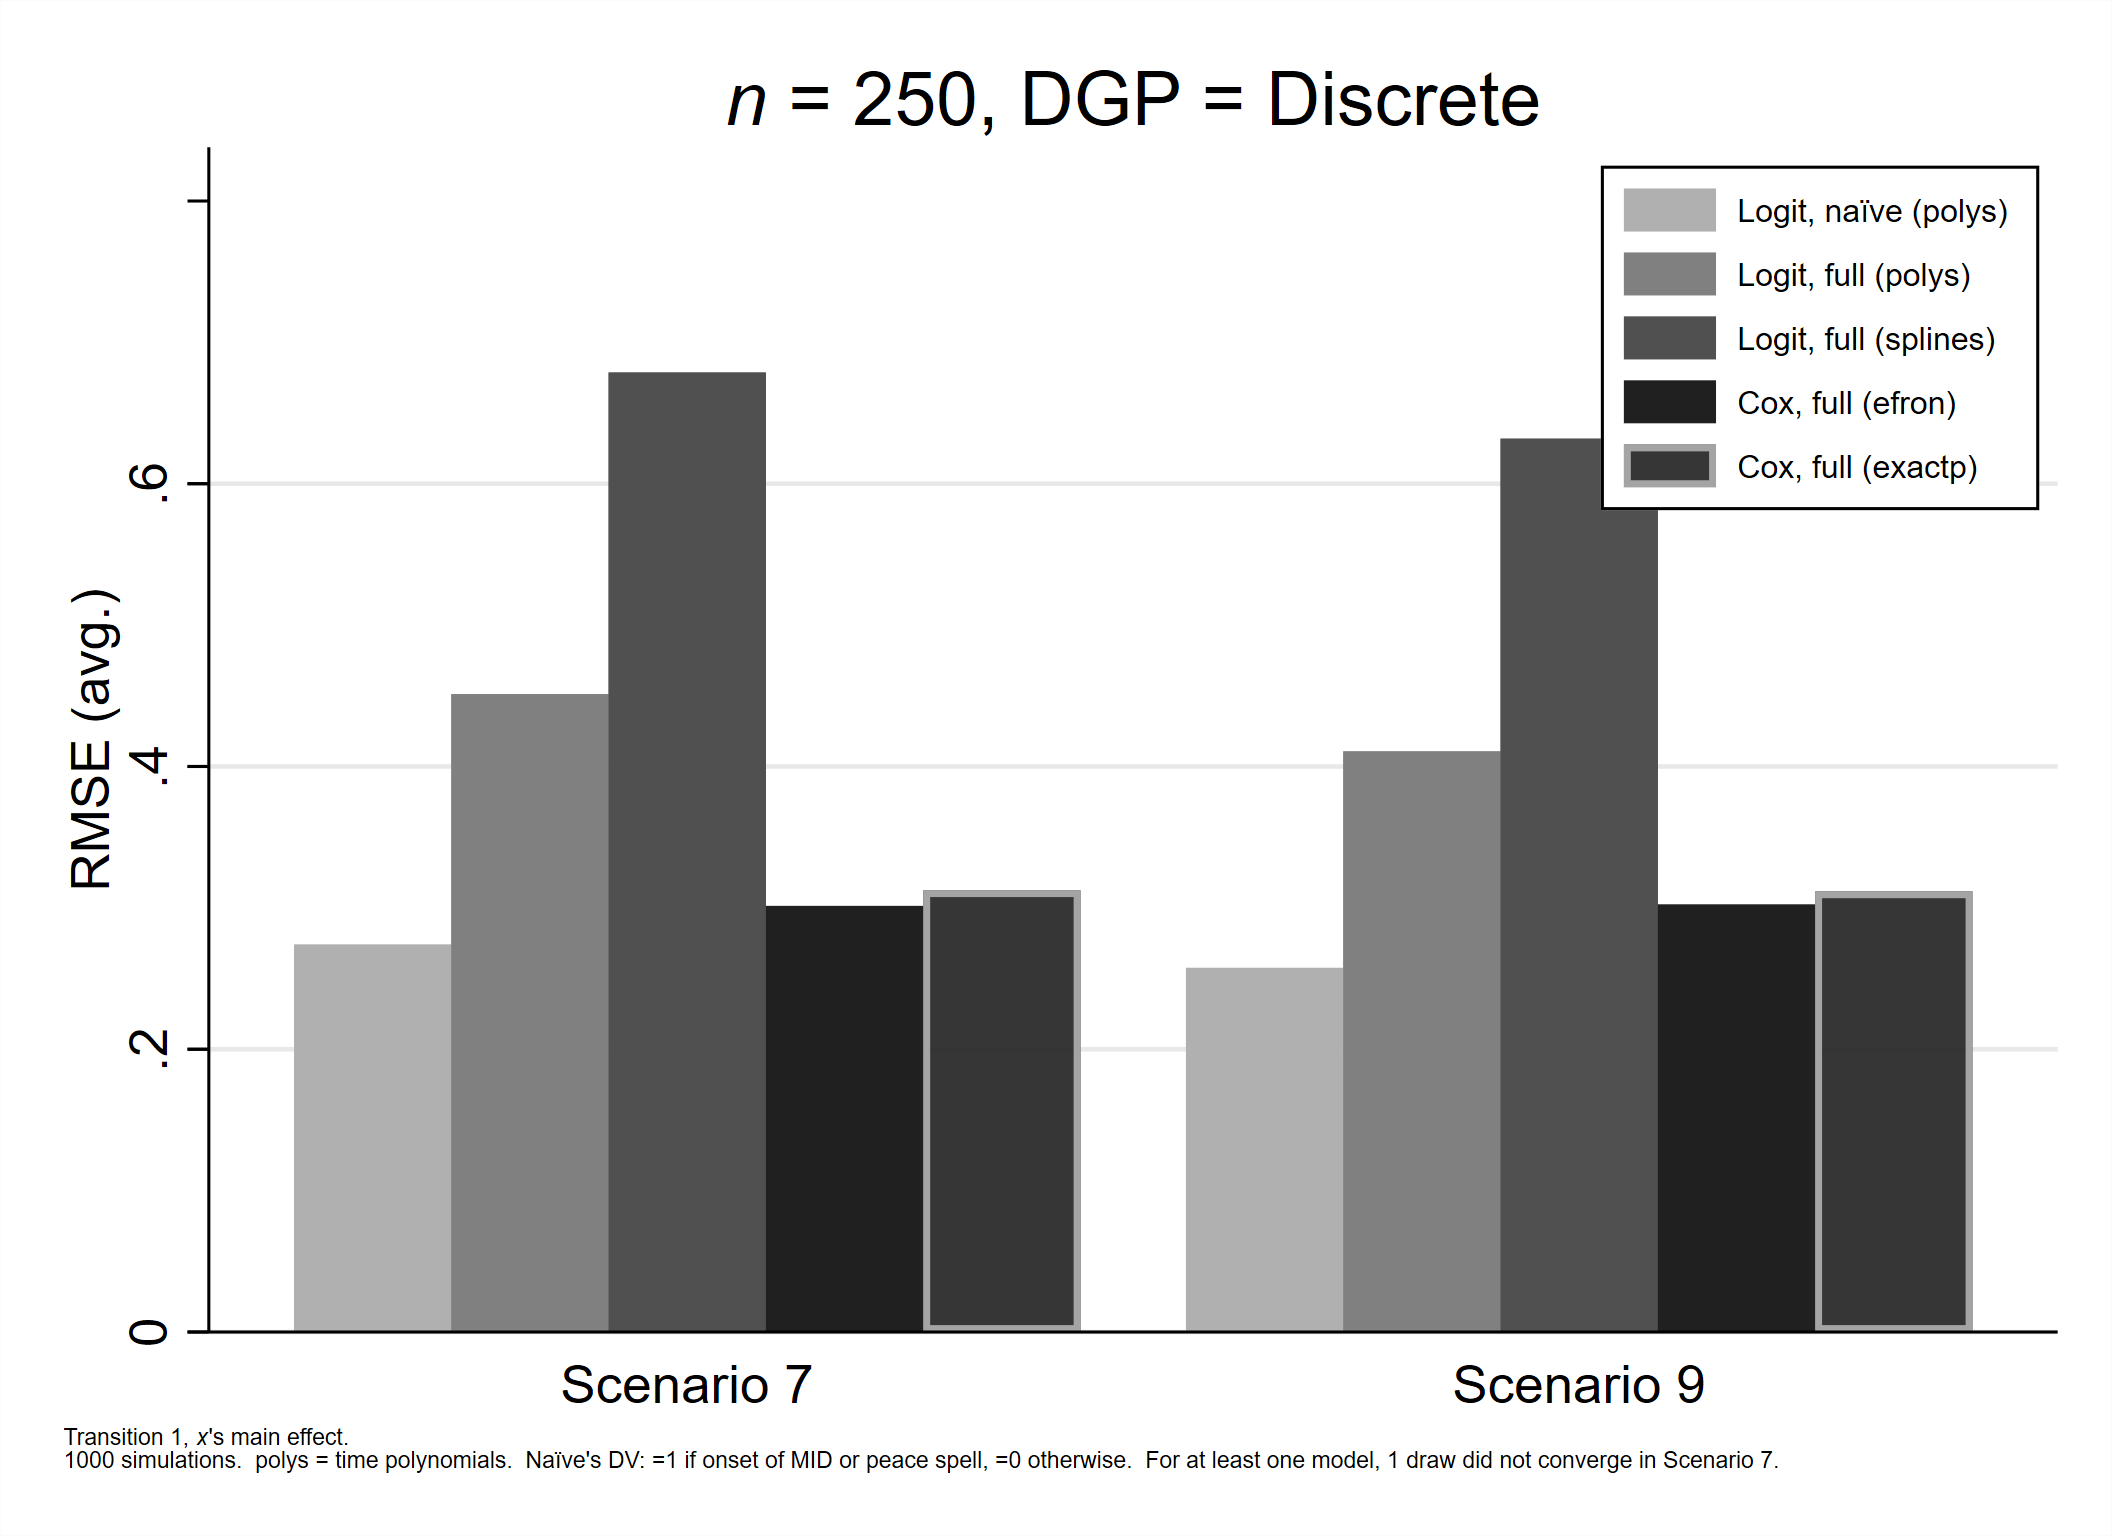 n = 250, DGP = Discrete
Logit, naïve (polys)
Logit, full (polys)
Logit, full (splines)
Cox, full (efron)
Cox, full (exactp)
RMSE (avg.)
.6
.4
.2
0
Scenario 7
Scenario 9
Transition 1, x's main effect.
1000 simulations.  polys = time polynomials.  Naïve's DV: =1 if onset of MID or peace spell, =0 otherwise.  For at least one model, 1 draw did not converge in Scenario 7.